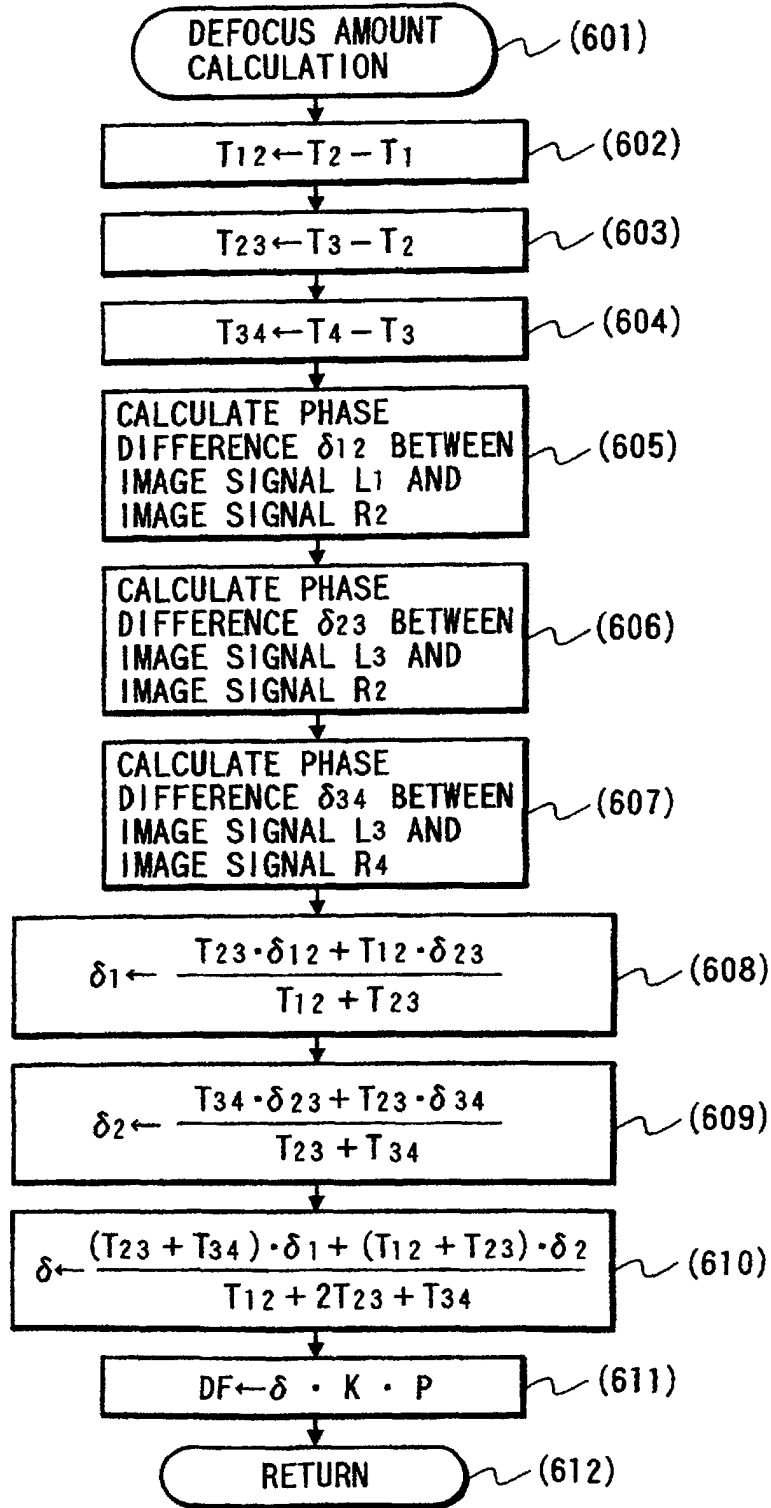 DEFOCUS AMOUNT
CALCULATION
(601)
T12←T2−T1
(602)
T23←T3−T2
(603)
T34←T4−T3
(604)
CALCULATE PHASE
DIFFERENCE δ12 BETWEEN
IMAGE SIGNAL L1 AND
IMAGE SIGNAL R2
(605)
CALCULATE PHASE
DIFFERENCE δ23 BETWEEN
IMAGE SIGNAL L3 AND
IMAGE SIGNAL R2
(606)
CALCULATE PHASE
DIFFERENCE δ34 BETWEEN
IMAGE SIGNAL L3 AND
IMAGE SIGNAL R4
(607)
T23·δ12+T12·δ23
δ1←
T12+T23
(608)
T34·δ23+T23·δ34
δ2←
T23+T34
(609)
(T23+T34)·δ1+(T12+T23)·δ2
δ←
T12+2T23+T34
(610)
DF←δ · K · P
(611)
RETURN
(612)